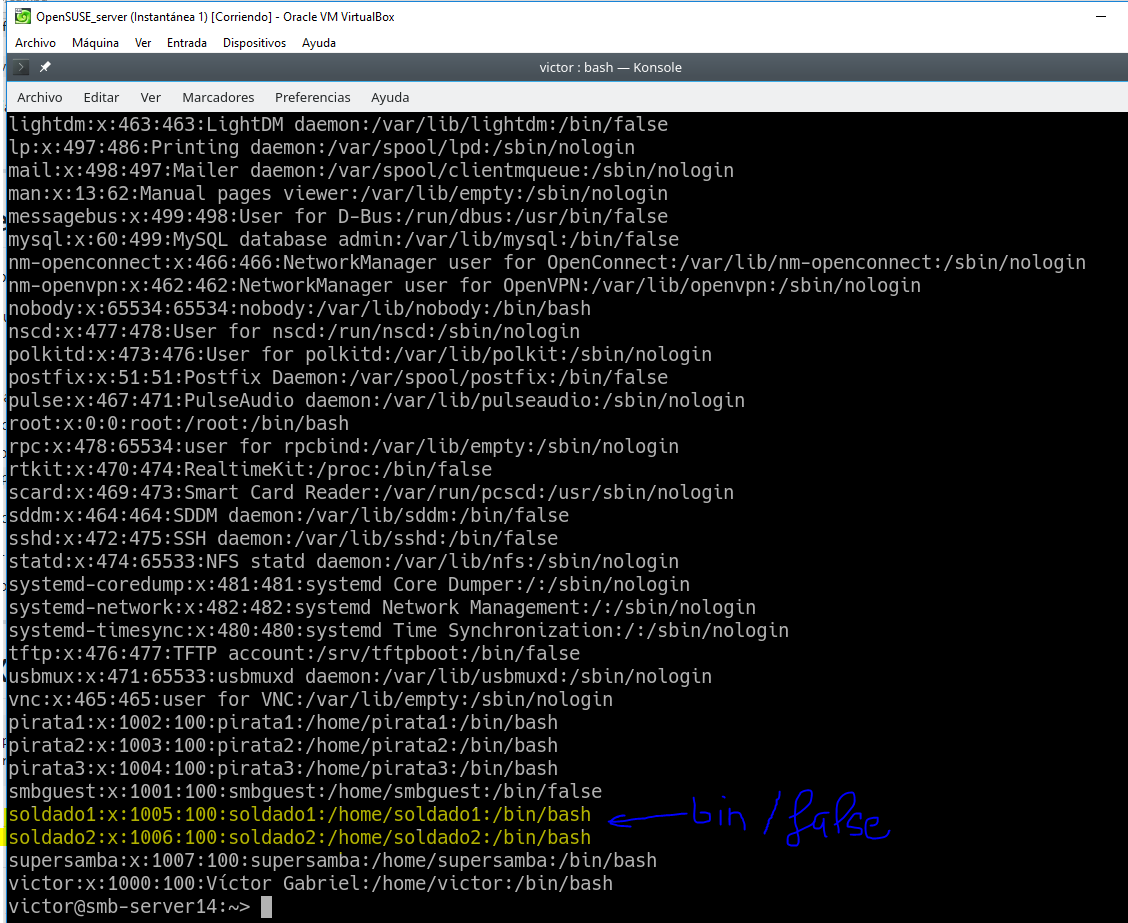 OpenSUSE_server (Instantánea 1) [Corriendo] - Oracle VM VirtualBox
Archivo Máquina Ver Entrada Dispositivos Ayuda
victor : bash — Konsole
Archivo Editar Ver Marcadores Preferencias Ayuda
lightdm:x:463:463:LightDM daemon:/var/lib/lightdm:/bin/false
lp:x:497:486:Printing daemon:/var/spool/lpd:/sbin/nologin
mail:x:498:497:Mailer daemon:/var/spool/clientmqueue:/sbin/nologin
man:x:13:62:Manual pages viewer:/var/lib/empty:/sbin/nologin
messagebus:x:499:498:User for D-Bus:/run/dbus:/usr/bin/false
mysql:x:60:499:MySQL database admin:/var/lib/mysql:/bin/false
nm-openconnect:x:466:466:NetworkManager user for OpenConnect:/var/lib/nm-openconnect:/sbin/nologin
nm-openvpn:x:462:462:NetworkManager user for OpenVPN:/var/lib/openvpn:/sbin/nologin
nobody:x:65534:65534:nobody:/var/lib/nobody:/bin/bash
nscd:x:477:478:User for nscd:/run/nscd:/sbin/nologin
polkitd:x:473:476:User for polkitd:/var/lib/polkit:/sbin/nologin
postfix:x:51:51:Postfix Daemon:/var/spool/postfix:/bin/false
pulse:x:467:471:PulseAudio daemon:/var/lib/pulseaudio:/sbin/nologin
root:x:0:0:root:/root:/bin/bash
rpc:x:478:65534:user for rpcbind:/var/lib/empty:/sbin/nologin
rtkit:x:470:474:RealtimeKit:/proc:/bin/false
scard:x:469:473:Smart Card Reader:/var/run/pcscd:/usr/sbin/nologin
sddm:x:464:464:SDDM daemon:/var/lib/sddm:/bin/false
sshd:x:472:475:SSH daemon:/var/lib/sshd:/bin/false
statd:x:474:65533:NFS statd daemon:/var/lib/nfs:/sbin/nologin
systemd-coredump:x:481:481:systemd Core Dumper:/:/sbin/nologin
systemd-network:x:482:482:systemd Network Management:/:/sbin/nologin
systemd-timesync:x:480:480:systemd Time Synchronization:/:/sbin/nologin
tftp:x:476:477:TFTP account:/srv/tftpboot:/bin/false
usbmux:x:471:65533:usbmuxd daemon:/var/lib/usbmuxd:/sbin/nologin
vnc:x:465:465:user for VNC:/var/lib/empty:/sbin/nologin
pirata1:x:1002:100:pirata1:/home/pirata1:/bin/bash
pirata2:x:1003:100:pirata2:/home/pirata2:/bin/bash
pirata3:x:1004:100:pirata3:/home/pirata3:/bin/bash
smbguest:x:1001:100:smbguest:/home/smbguest:/bin/false
soldado1:x:1005:100:soldado1:/home/soldado1:/bin/bash
bin/false
soldado2:x:1006:100:soldado2:/home/soldado2:/bin/bash
supersamba:x:1007:100:supersamba:/home/supersamba:/bin/bash
victor:x:1000:100:Víctor Gabriel:/home/victor:/bin/bash
victor@smb-server14:~>